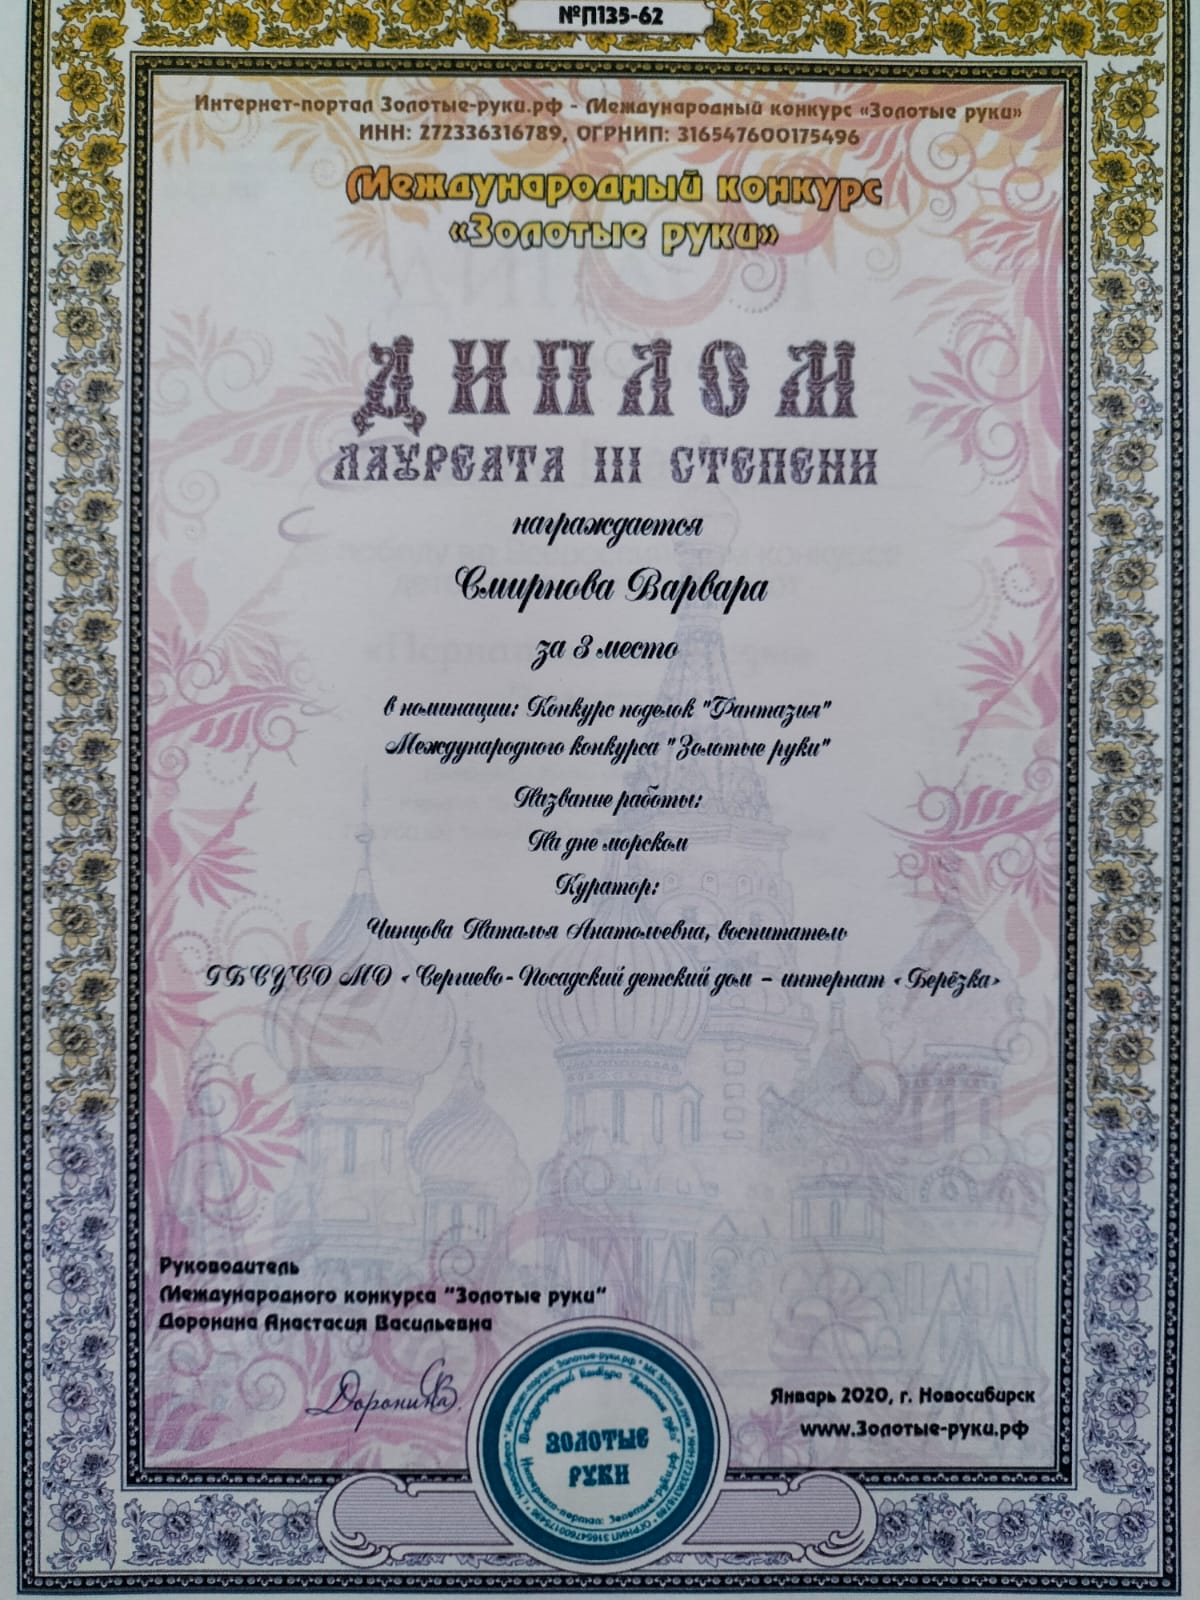 №П135-62
Интернет-портал Золотые-руки.рф - Международный конкурс «Золотые руки»
ИНН: 272336316789, ОГРНИП: 316547600175496
Международный конкурс
«Золотые руки»
ДИПЛОМ
ЛАУРЕАТА III СТЕПЕНИ
награждается
Смирнова Варвара
за 3 место
в номинации: Конкурс поделок "Фантазия"
Международного конкурса "Золотые руки"
Название работы:
На дне морском
Куратор:
Чинцова Наталья Анатольевна, воспитатель
ГБСУСО МО «Сергиево-Посадский детский дом – интернат «Берёзка»
Руководитель
Международного конкурса "Золотые руки"
Доронина Анастасия Васильевна
Январь 2020, г. Новосибирск
www.Золотые-руки.рф
ЗОЛОТЫЕ
РУКИ